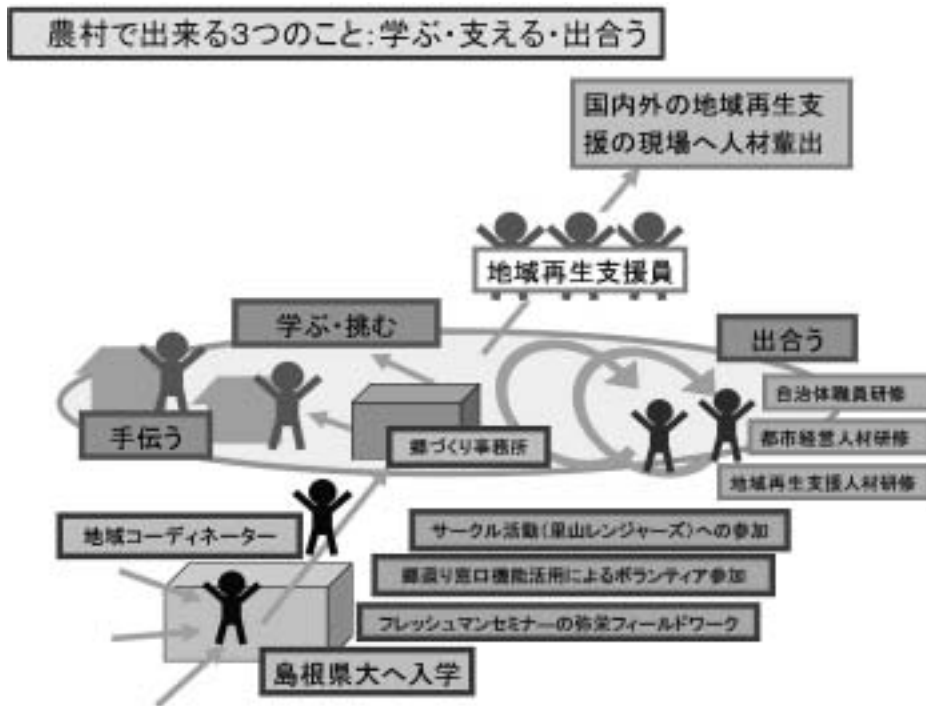 農村で出来る3つのこと:学ぶ・支える・出合う
国内外の地域再生支
援の現場へ人材輩出
地域再生支援員
学ぶ・挑む
出合う
自治体職員研修
手伝う
郷づくり事務所
都市経営人材研修
地域再生支援人材研修
地域コーディネーター
サークル活動(里山レンジャーズ)への参加
窓口機能活用によるボランティア参加
フレッシュマンセミナーの弥栄フィールドワーク
島根県大へ入学